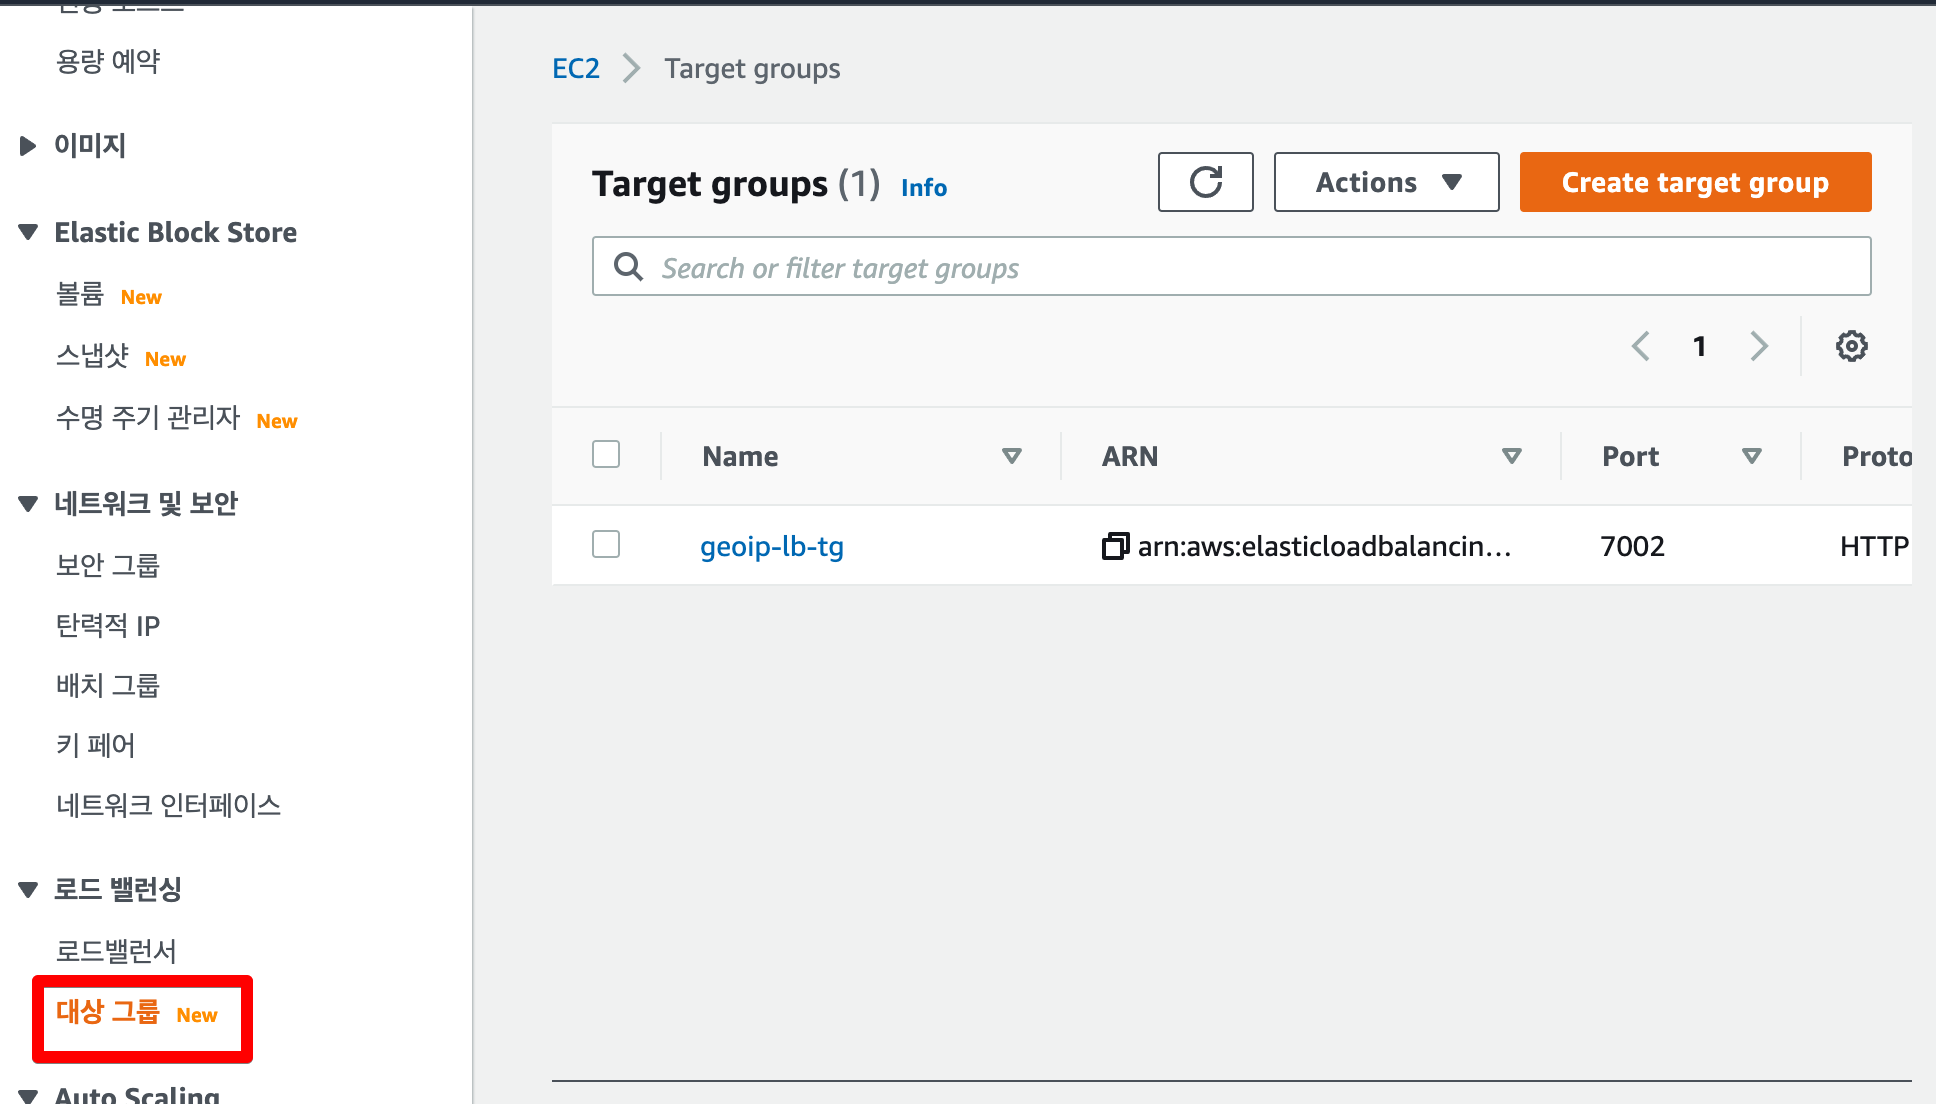 용량 예약
이미지
Elastic Block Store
볼륨 New
스냅샷 New
수명 주기 관리자 New
네트워크 및 보안
보안 그룹
탄력적 IP
배치 그룹
키 페어
네트워크 인터페이스
로드 밸런싱
로드밸런서
대상 그룹 New
Auto Scaling
EC2 Target groups
Target groups (1) Info
Actions
Create target group
Search or filter target groups
1
Name ARN Port Proto
geoip-lb-tg arn:aws:elasticloadbalancin... 7002 HTTP